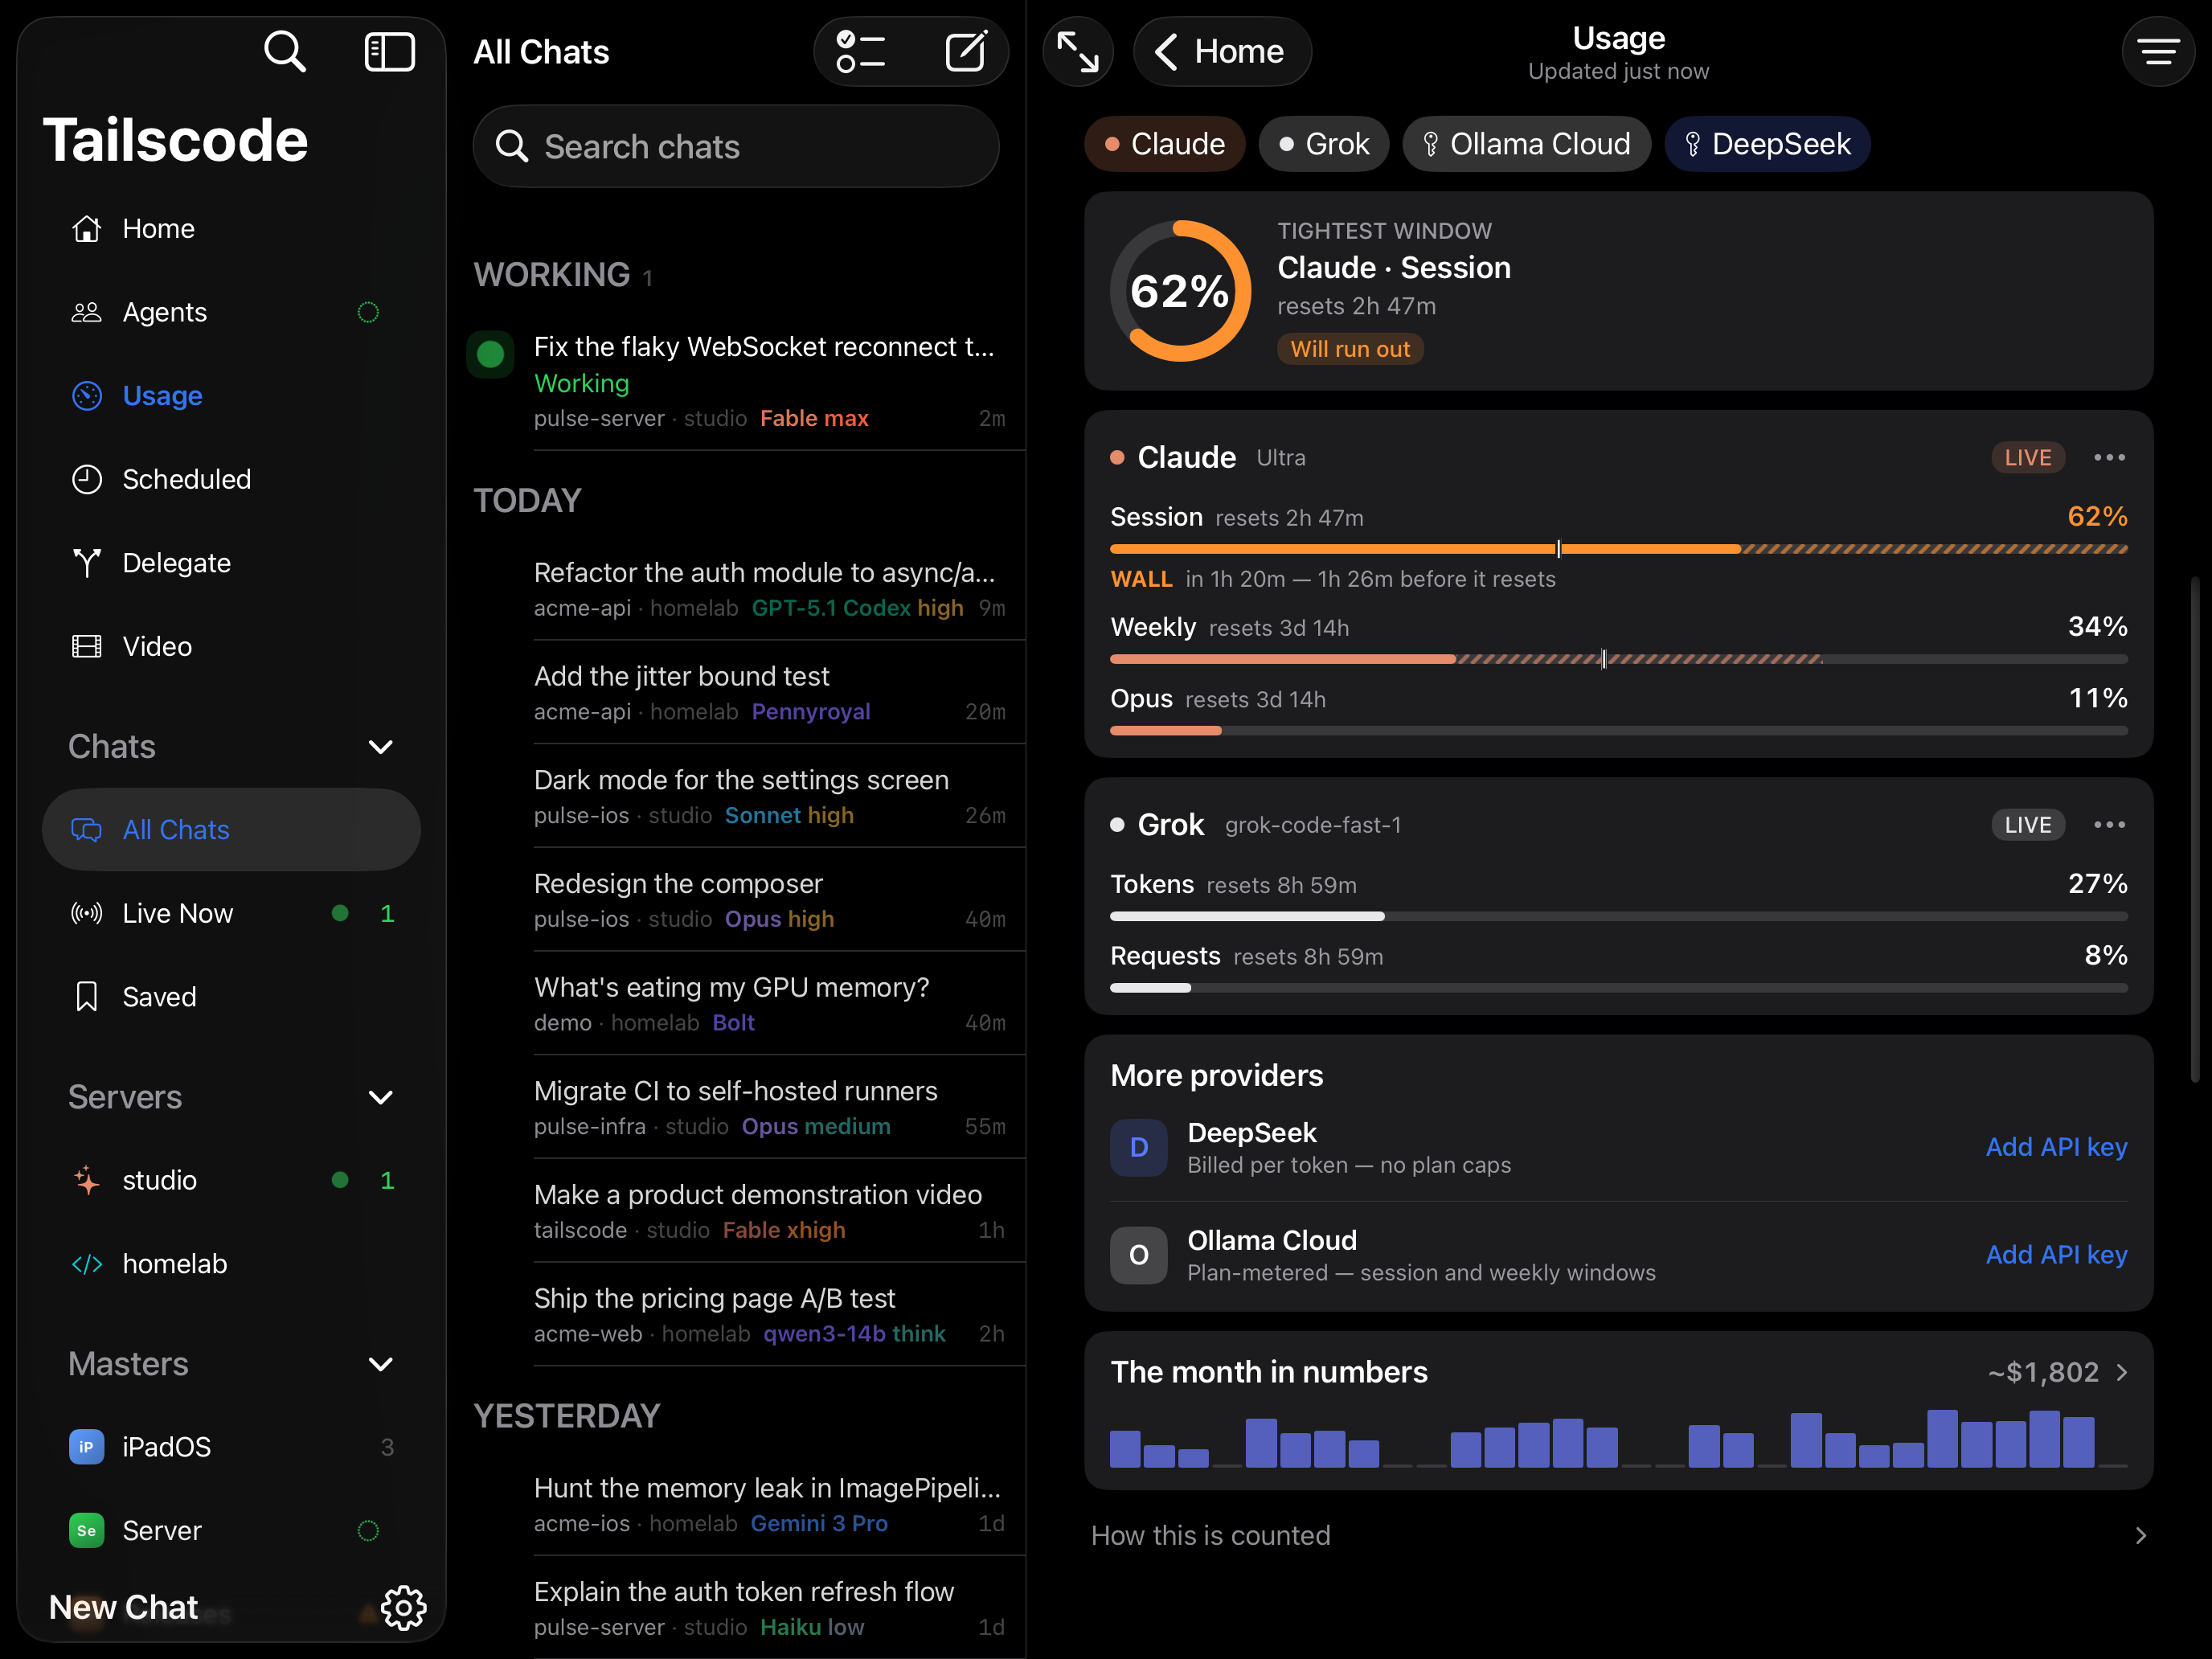 Tailscode
Home
Agents
Usage
Scheduled
Delegate
Video
Chats
All Chats
Live Now 1
Saved
Servers
studio 1
homelab
Masters
iP iPadOS 3
Se Server
New Chat
All Chats
Search chats
WORKING 1
Fix the flaky WebSocket reconnect t...
Working
pulse-server · studio Fable max 2m
TODAY
Refactor the auth module to async/a...
acme-api · homelab GPT-5.1 Codex high 9m
Add the jitter bound test
acme-api · homelab Pennyroyal 20m
Dark mode for the settings screen
pulse-ios · studio Sonnet high 26m
Redesign the composer
pulse-ios · studio Opus high 40m
What's eating my GPU memory?
demo · homelab Bolt 40m
Migrate CI to self-hosted runners
pulse-infra · studio Opus medium 55m
Make a product demonstration video
tailscode · studio Fable xhigh 1h
Ship the pricing page A/B test
acme-web · homelab qwen3-14b think 2h
YESTERDAY
Hunt the memory leak in ImagePipeli...
acme-ios · homelab Gemini 3 Pro 1d
Explain the auth token refresh flow
pulse-server · studio Haiku low 1d
Home
Usage
Updated just now
Claude Grok Ollama Cloud DeepSeek
62%
TIGHTEST WINDOW
Claude · Session
resets 2h 47m
Will run out
Claude Ultra LIVE
Session resets 2h 47m 62%
WALL in 1h 20m — 1h 26m before it resets
Weekly resets 3d 14h 34%
Opus resets 3d 14h 11%
Grok grok-code-fast-1 LIVE
Tokens resets 8h 59m 27%
Requests resets 8h 59m 8%
More providers
D DeepSeek Add API key
Billed per token — no plan caps
O Ollama Cloud Add API key
Plan-metered — session and weekly windows
The month in numbers ~$1,802
How this is counted